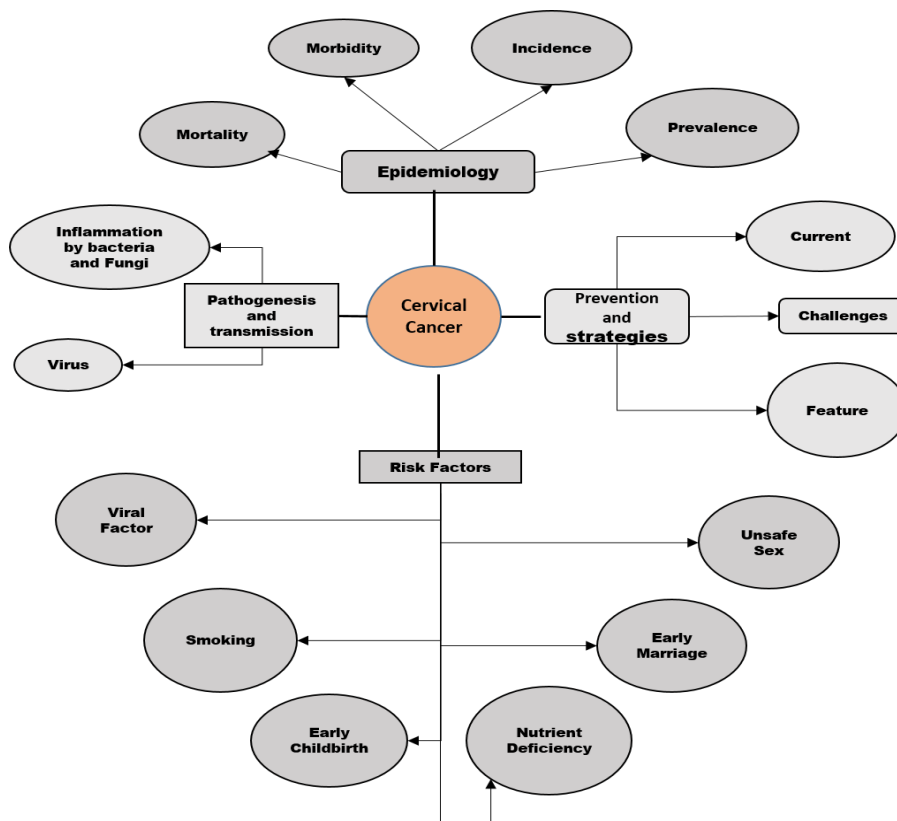 Morbidity
Incidence
Mortality
Prevalence
Epidemiology
Inflammation
by bacteria
and Fungi
Current
Pathogenesis
and
transmission
Cervical
Cancer
Prevention
and
strategies
Challenges
Virus
Feature
Risk Factors
Viral
Factor
Unsafe
Sex
Smoking
Early
Marriage
Early
Childbirth
Nutrient
Deficiency